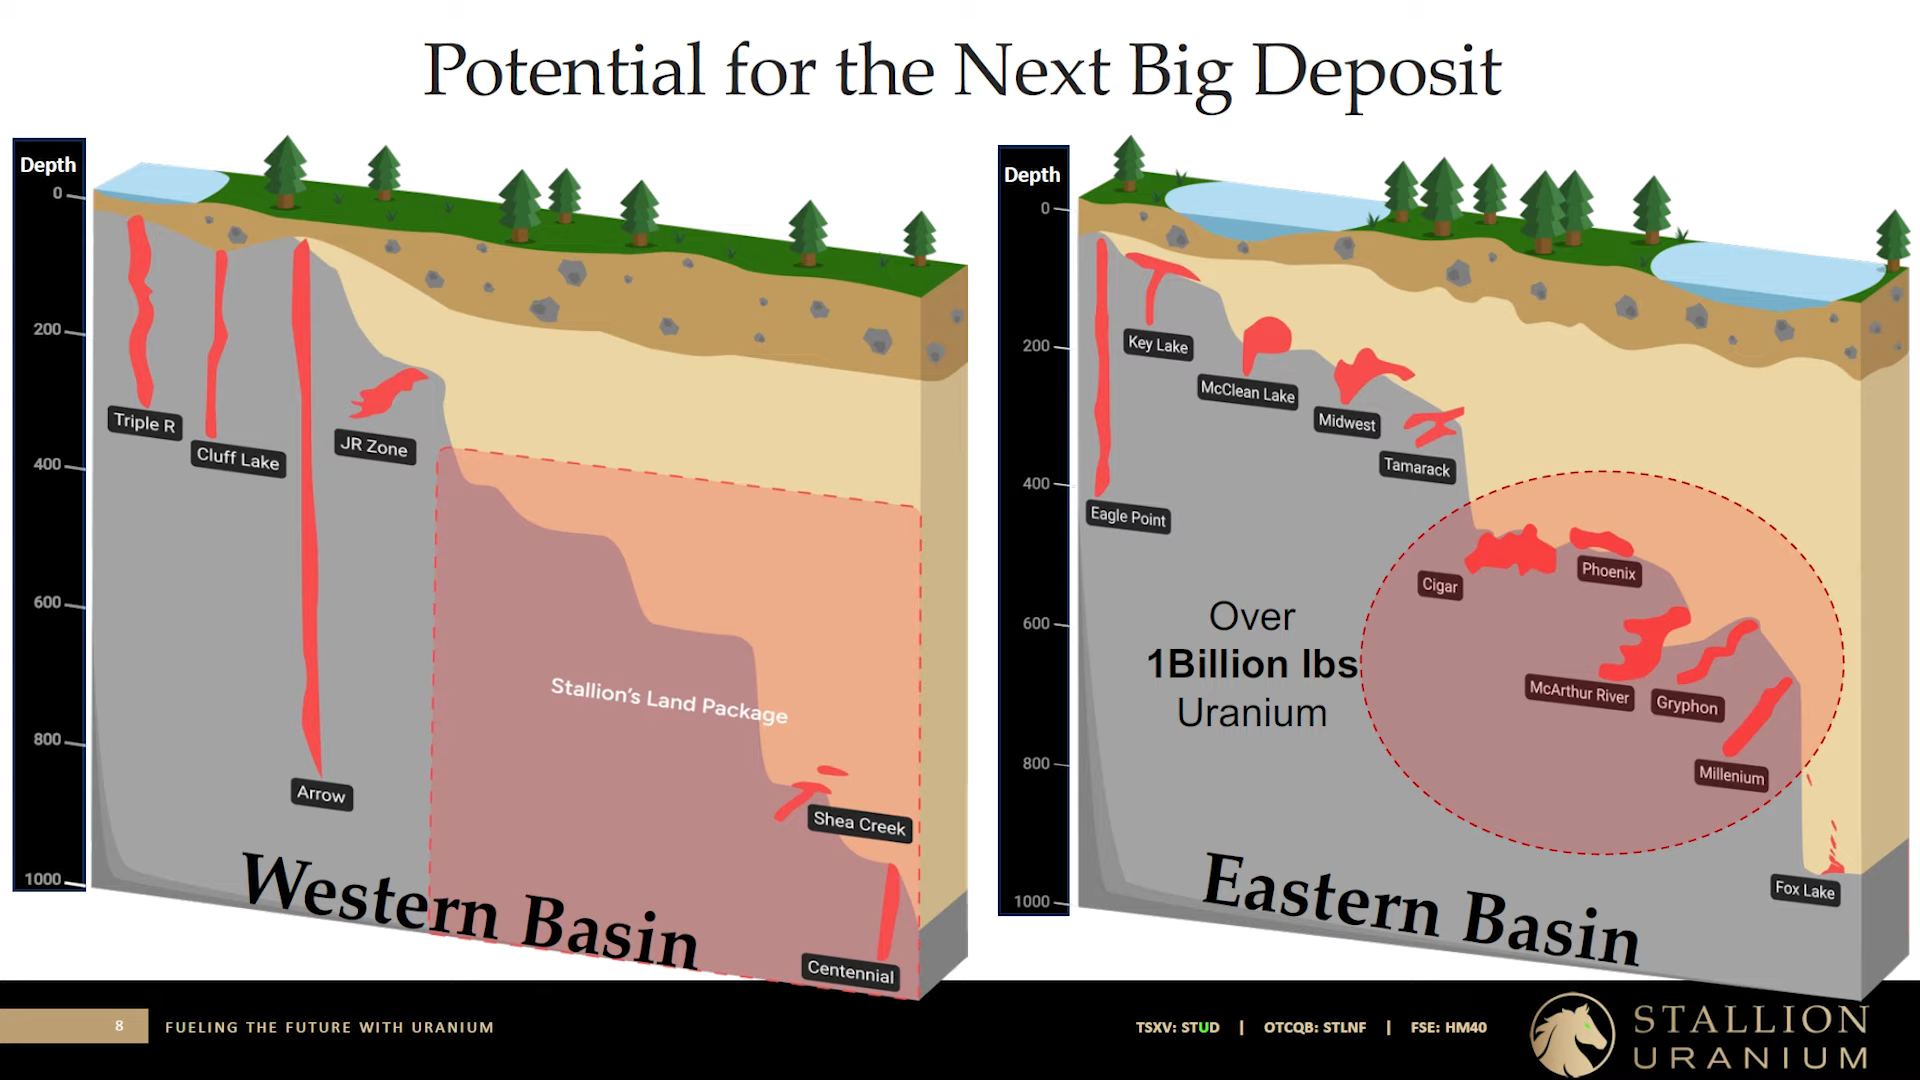 Potential for the Next Big Deposit
Depth
0
200
400
600
800
1000
Triple R
Cluff Lake
JR Zone
Arrow
Stallion's Land Package
Shea Creek
Centennial
Western Basin
Depth
0
200
400
600
800
1000
Key Lake
McClean Lake
Midwest
Tamarack
Eagle Point
Cigar
Phoenix
Over
1Billion lbs
Uranium
McArthur River
Gryphon
Millenium
Fox Lake
Eastern Basin
8
FUELING THE FUTURE WITH URANIUM
TSXV: STUD | OTCQB: STLNF | FSE: HM40
STALLION
URANIUM